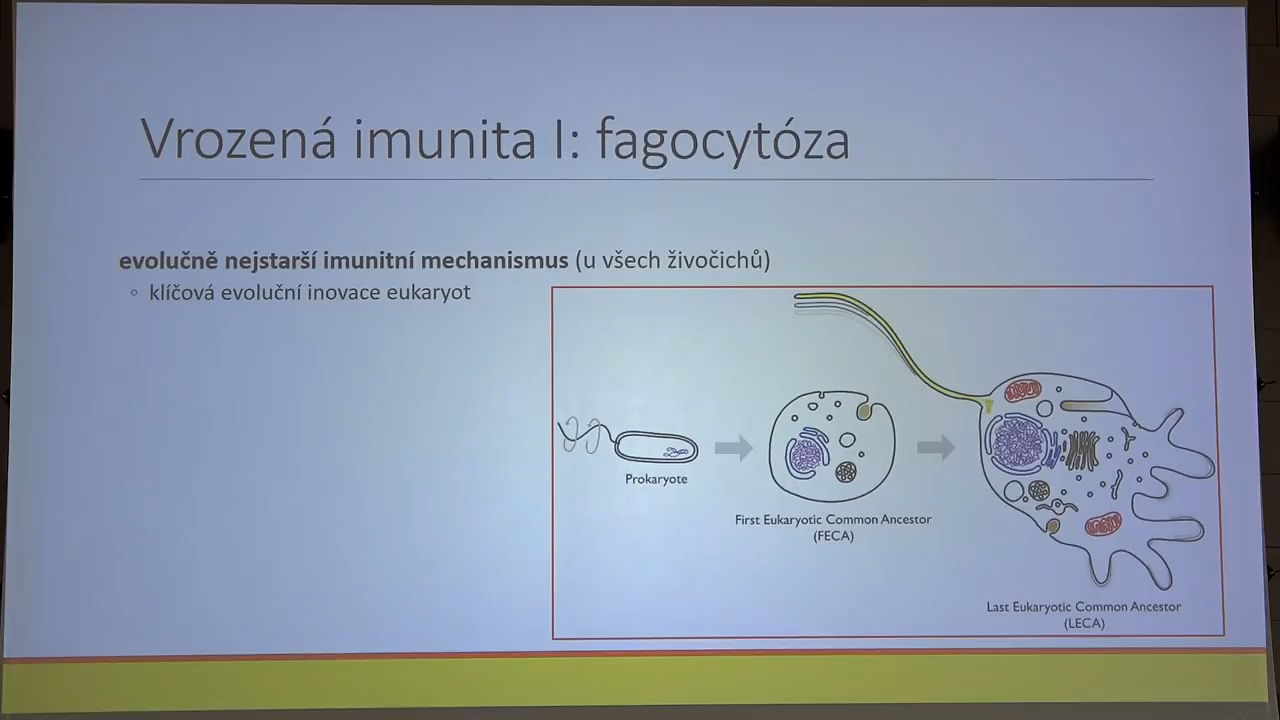 Vrozená imunita I: fagocytóza
evolučně nejstarší imunitní mechanismus (u všech živočichů)
◦ klíčová evoluční inovace eukaryot
Prokaryote
First Eukaryotic Common Ancestor
(FECA)
Last Eukaryotic Common Ancestor
(LECA)